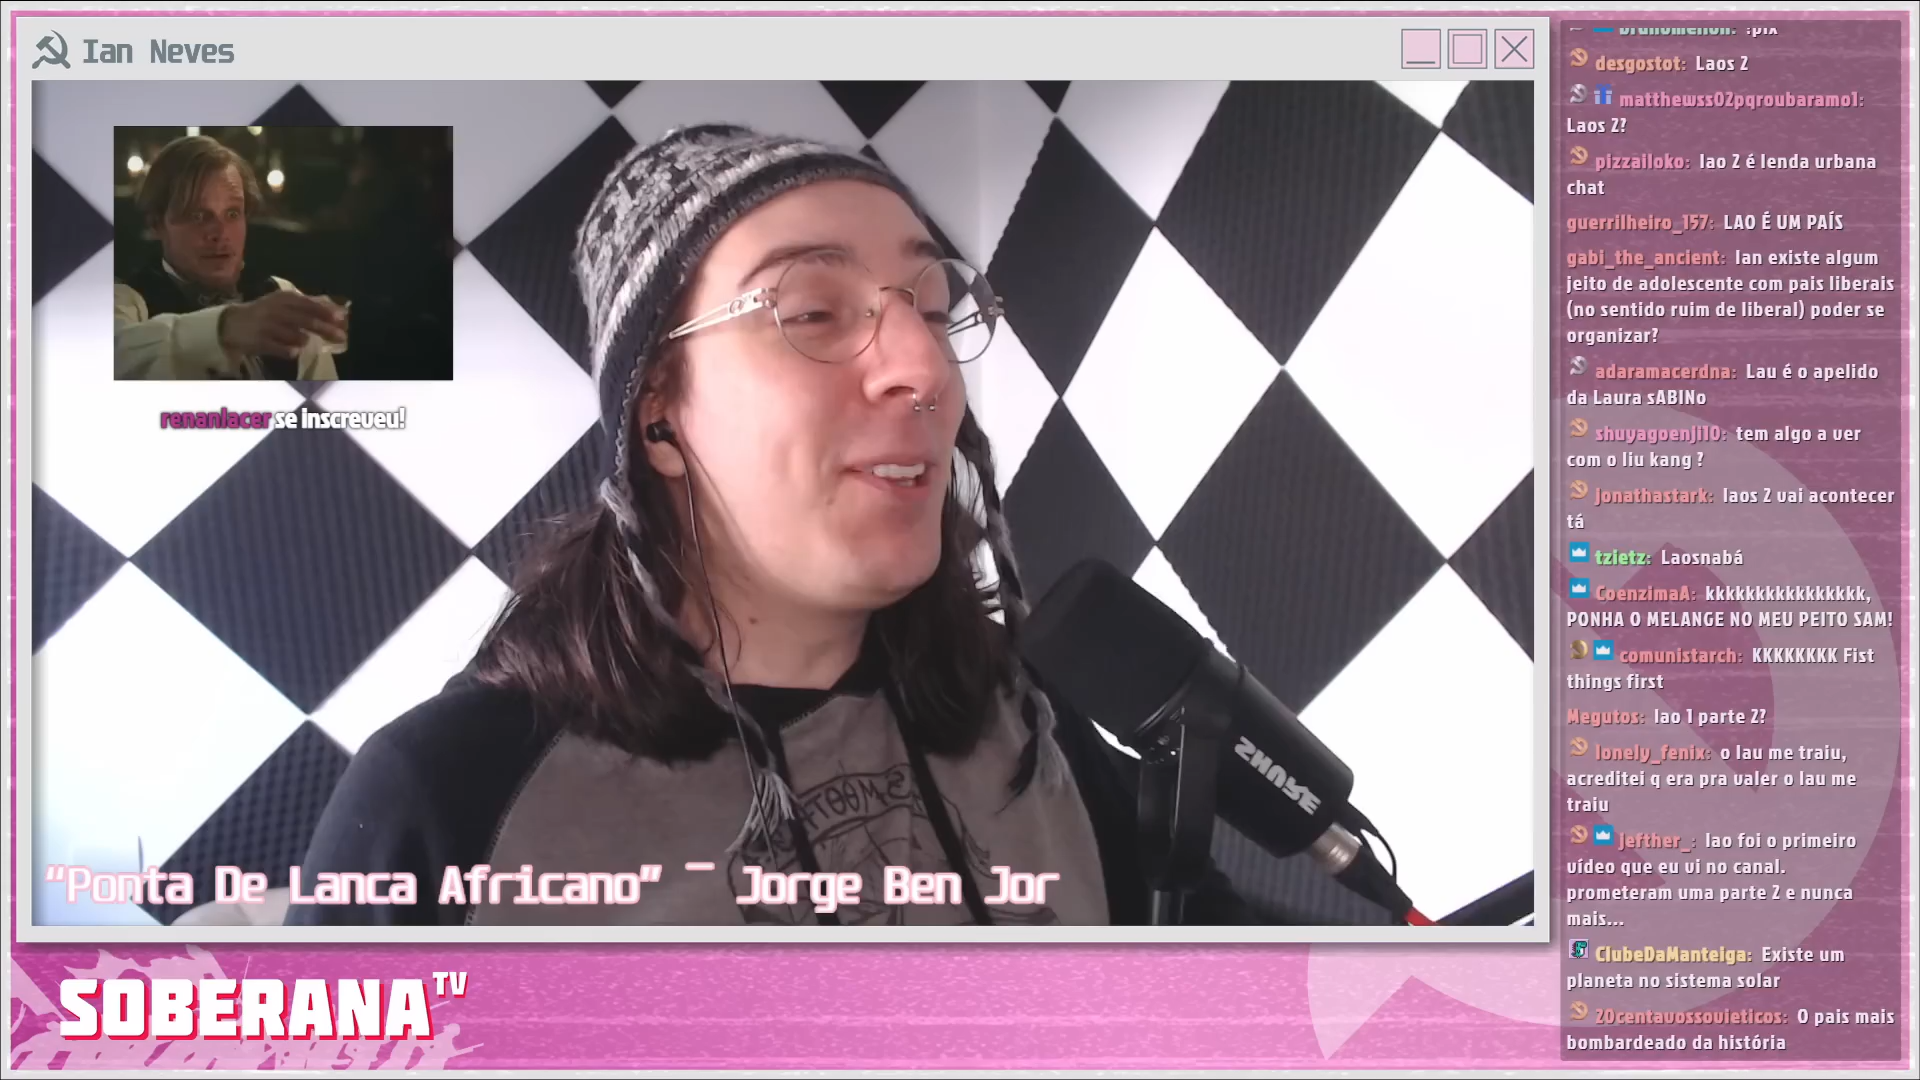 Ian Neves
renanlacer se inscreveu!
SHURE
"Ponta De Lanca Africano" - Jorge Ben Jor
SOBERANA TV
brunomenon: !pix
desgostot: Laos 2
matthewss02pqroubaramo1:
Laos 2?
pizzailoko: lao 2 é lenda urbana
chat
guerrilheiro_157: LAO É UM PAÍS
gabi_the_ancient: Ian existe algum
jeito de adolescente com pais liberais
(no sentido ruim de liberal) poder se
organizar?
adaramacerdna: Lau é o apelido
da Laura sABINo
shuyagoenji10: tem algo a ver
com o liu kang ?
jonathastark: laos 2 vai acontecer
tá
tzietz: Laosnabá
CoenzimaA: kkkkkkkkkkkkkkkk,
PONHA O MELANGE NO MEU PEITO SAM!
comunistarch: KKKKKKKK Fist
things first
Megutos: lao 1 parte 2?
lonely_fenix: o lau me traiu,
acreditei q era pra valer o lau me
traiu
jefther_: lao foi o primeiro
vídeo que eu vi no canal.
prometeram uma parte 2 e nunca
mais...
ClubeDaManteiga: Existe um
planeta no sistema solar
20centavossovieticos: O pais mais
bombardeado da história